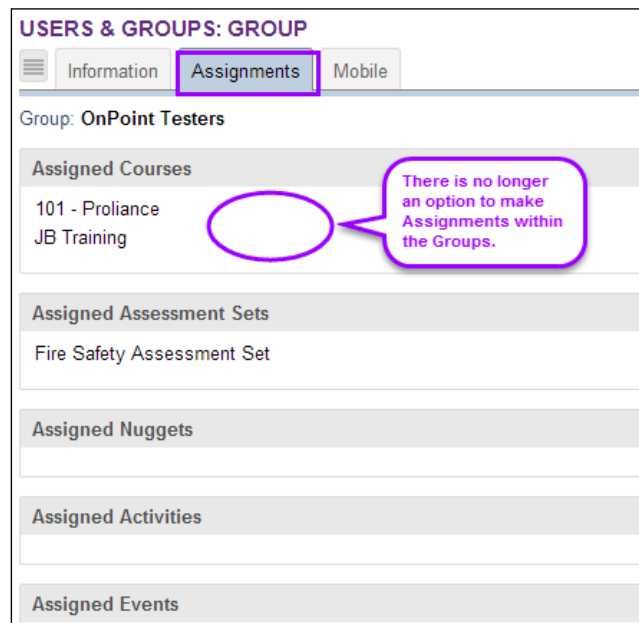 USERS & GROUPS: GROUP
Information Assignments Mobile
Group: OnPoint Testers
Assigned Courses
101 - Proliance
JB Training
There is no longer
an option to make
Assignments within
the Groups.
Assigned Assessment Sets
Fire Safety Assessment Set
Assigned Nuggets
Assigned Activities
Assigned Events